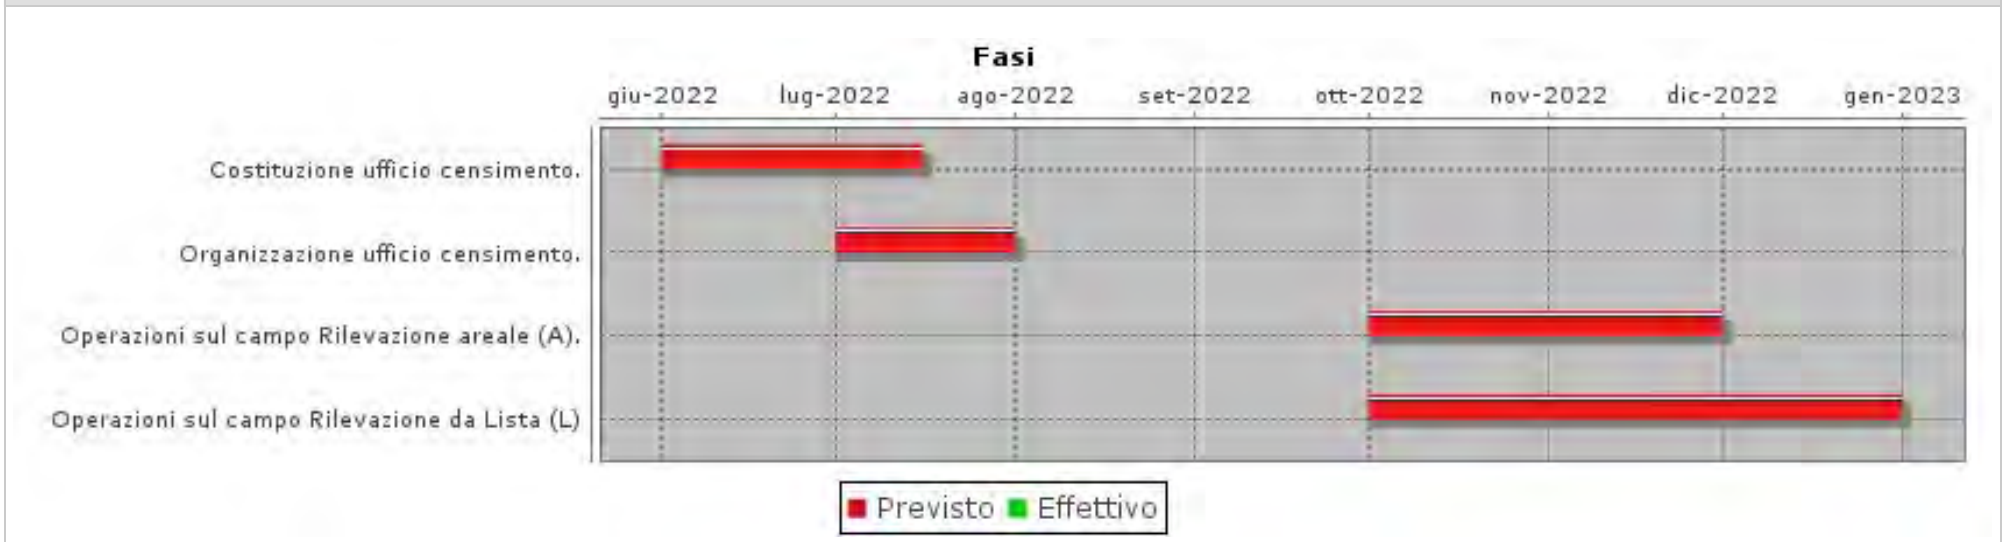 Fasi
giu-2022 lug-2022 ago-2022 set-2022 ott-2022 nov-2022 dic-2022 gen-2023
Costituzione ufficio censimento.
Organizzazione ufficio censimento.
Operazioni sul campo Rilevazione areale (A).
Operazioni sul campo Rilevazione da Lista (L)
Previsto Effettivo